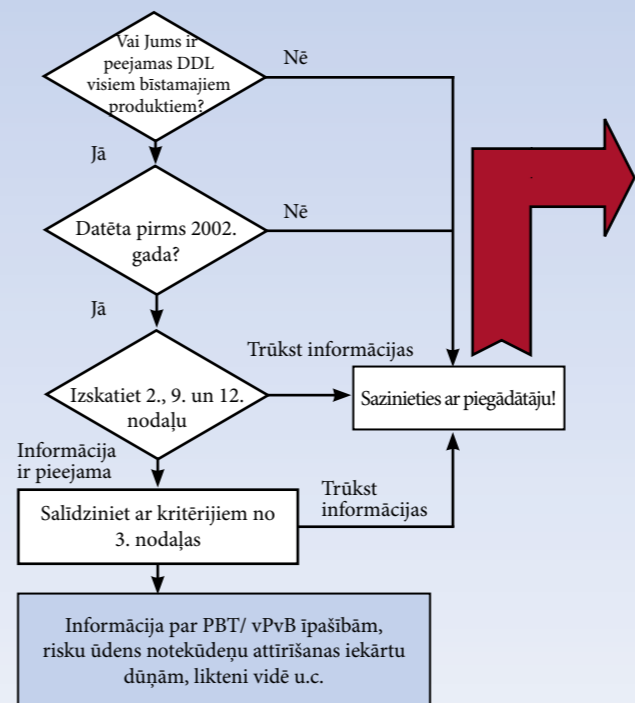 Vai Jums ir
peejamas DDL
visiem bīstamajiem
produktiem?
Nē
Jā
Datēta pirms 2002.
gada?
Nē
Jā
Izskatiet 2., 9. un 12.
nodaļu
Trūkst informācijas
Sazinieties ar piegādātāju!
Informācija
ir pieejama
Salīdziniet ar kritērijiem no
3. nodaļas
Trūkst
informācijas
Informācija par PBT/ vPvB īpašībām,
risku ūdens notekūdeņu attīrīšanas iekārtu
dūņām, likteni vidē u.c.